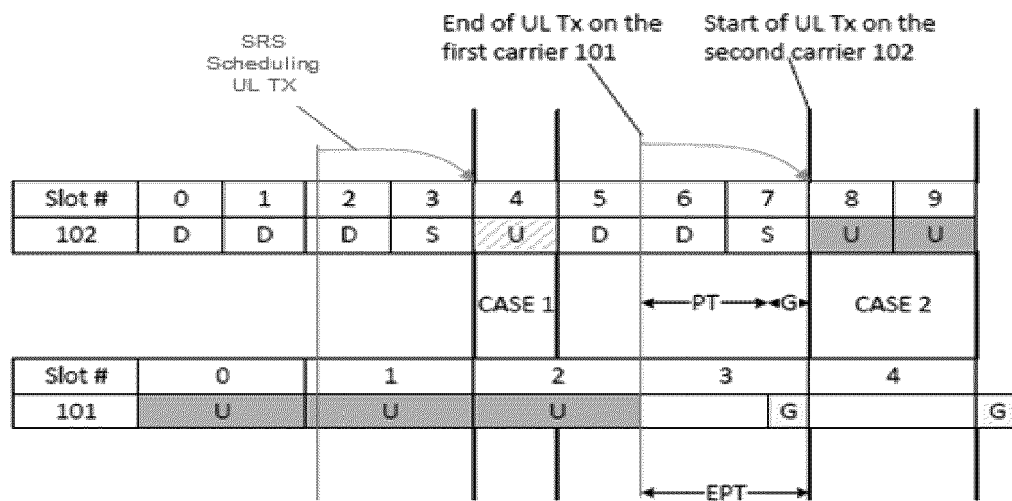 SRS
Scheduling
UL TX
End of UL Tx on the
first carrier 101
Start of UL Tx on the
second carrier 102
Slot # 0 1 2 3 4 5 6 7 8 9
102 D D D S U D D S U U
CASE 1 PT G CASE 2
Slot # 0 1 2 3 4
101 U U U G G
EPT